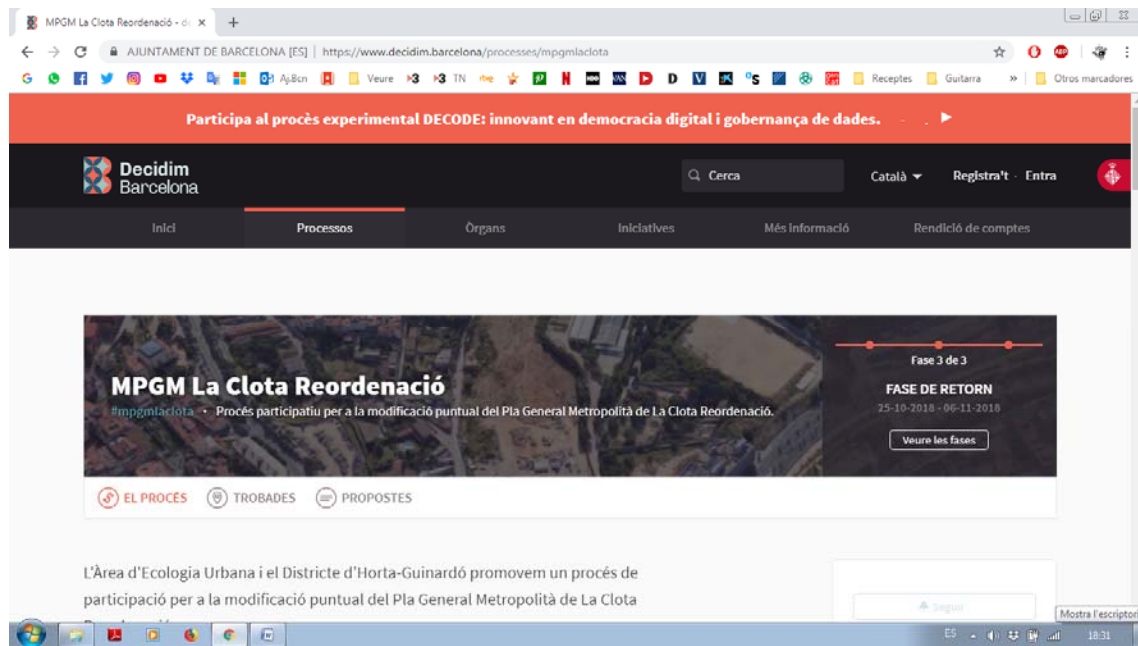 MPGM La Clota Reordenació - de
AJUNTAMENT DE BARCELONA [ES] | https://www.decidim.barcelona/processes/mpgmlaclota
Aj.Bcn Veure TN Receptes Guitarra » Otros marcadores
Participa al procès experimental DECODE: innovant en democracia digital i gobernança de dades.
Decidim
Barcelona
Cerca
Català
Registra't · Entra
Inici Processos Òrgans Iniciatives Més informació Rendició de comptes
MPGM La Clota Reordenació
#mpgmlaclota · Procés participatiu per a la modificació puntual del Pla General Metropolità de La Clota Reordenació.
Fase 3 de 3
FASE DE RETORN
25-10-2018 - 06-11-2018
Veure les fases
EL PROCÉS TROBADES PROPOSTES
L'Àrea d'Ecologia Urbana i el Districte d'Horta-Guinardó promovem un procés de
participació per a la modificació puntual del Pla General Metropolità de La Clota
Seguir
Mostra l'escriptori
ES 18:31